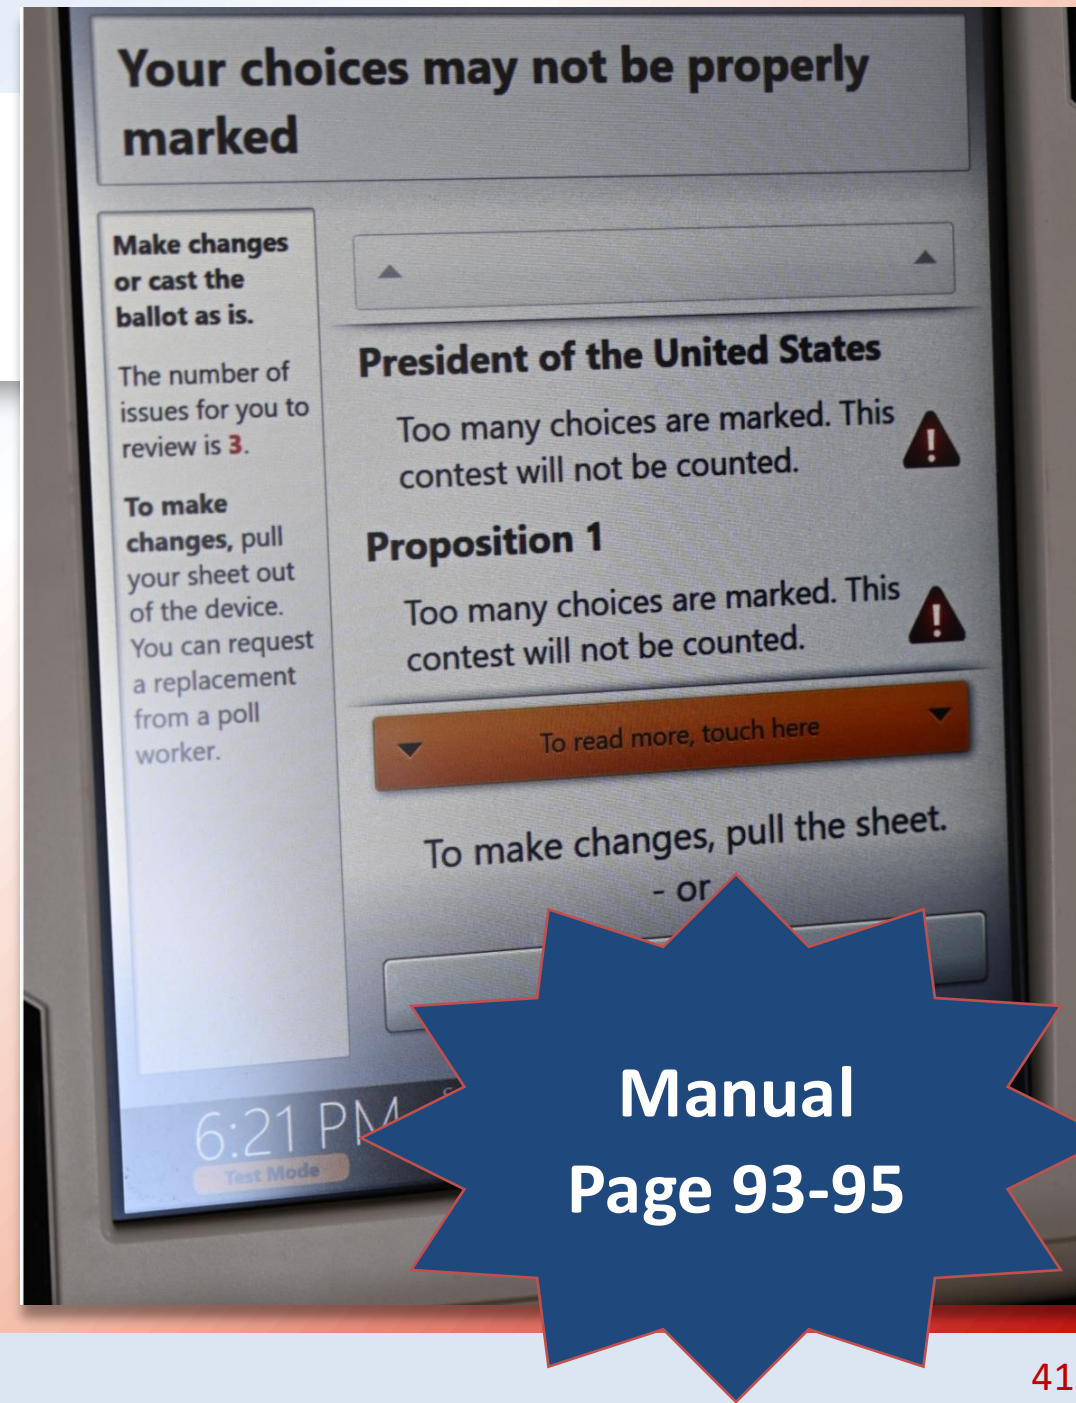 Your choices may not be properly
marked
Make changes
or cast the
ballot as is.
The number of
issues for you to
review is 3.
To make
changes, pull
your sheet out
of the device.
You can request
a replacement
from a poll
worker.
President of the United States
Too many choices are marked. This
contest will not be counted.
Proposition 1
Too many choices are marked. This
contest will not be counted.
To read more, touch here
To make changes, pull the sheet.
- or
6:21 PM
Test Mode
Manual
Page 93-95
41